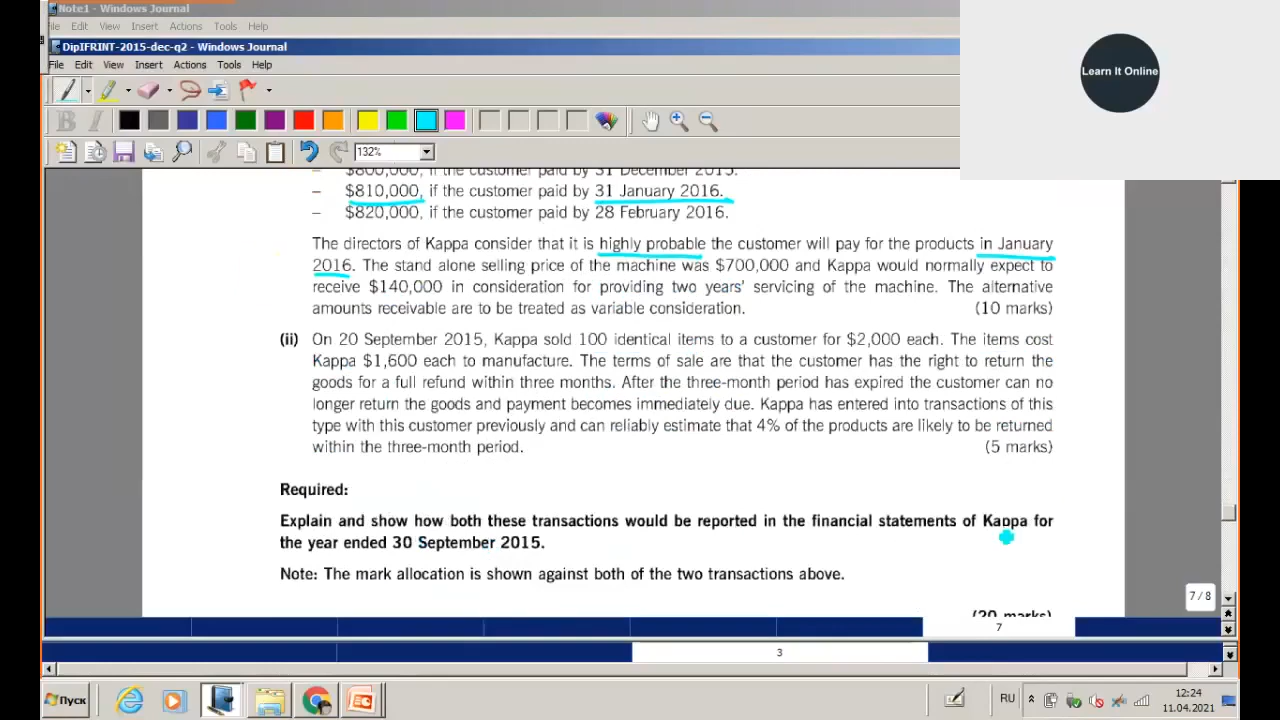 Note1 - Windows Journal
File Edit View Insert Actions Tools Help
DipIFRINT-2015-dec-q2 - Windows Journal
File Edit View Insert Actions Tools Help
Learn It Online
B I
132%
– $800,000, if the customer paid by 31 December 2015.
– $810,000, if the customer paid by 31 January 2016.
– $820,000, if the customer paid by 28 February 2016.
The directors of Kappa consider that it is highly probable the customer will pay for the products in January
2016. The stand alone selling price of the machine was $700,000 and Kappa would normally expect to
receive $140,000 in consideration for providing two years' servicing of the machine. The alternative
amounts receivable are to be treated as variable consideration. (10 marks)
(ii) On 20 September 2015, Kappa sold 100 identical items to a customer for $2,000 each. The items cost
Kappa $1,600 each to manufacture. The terms of sale are that the customer has the right to return the
goods for a full refund within three months. After the three-month period has expired the customer can no
longer return the goods and payment becomes immediately due. Kappa has entered into transactions of this
type with this customer previously and can reliably estimate that 4% of the products are likely to be returned
within the three-month period. (5 marks)
Required:
Explain and show how both these transactions would be reported in the financial statements of Kappa for
the year ended 30 September 2015.
Note: The mark allocation is shown against both of the two transactions above.
7 / 8
(20 marks)
7
3
Пуск
RU
12:24
11.04.2021